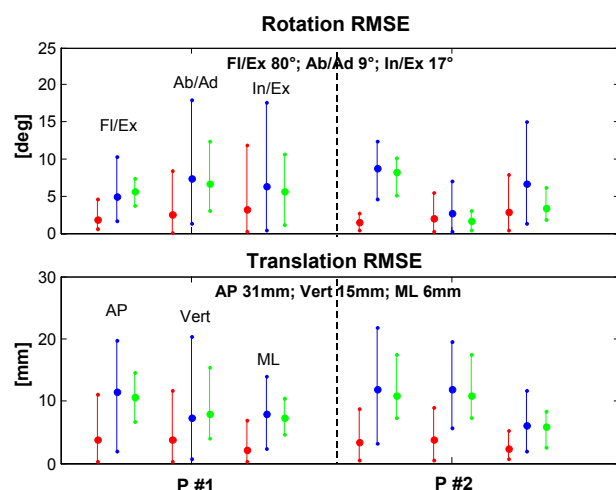 Rotation RMSE
25
Fl/Ex 80°; Ab/Ad 9°; In/Ex 17°
20
Ab/Ad
In/Ex
15
Fl/Ex
[deg]
10
5
0
Translation RMSE
30
AP 31mm; Vert 15mm; ML 6mm
AP
Vert
20
ML
[mm]
10
0
P #1
P #2